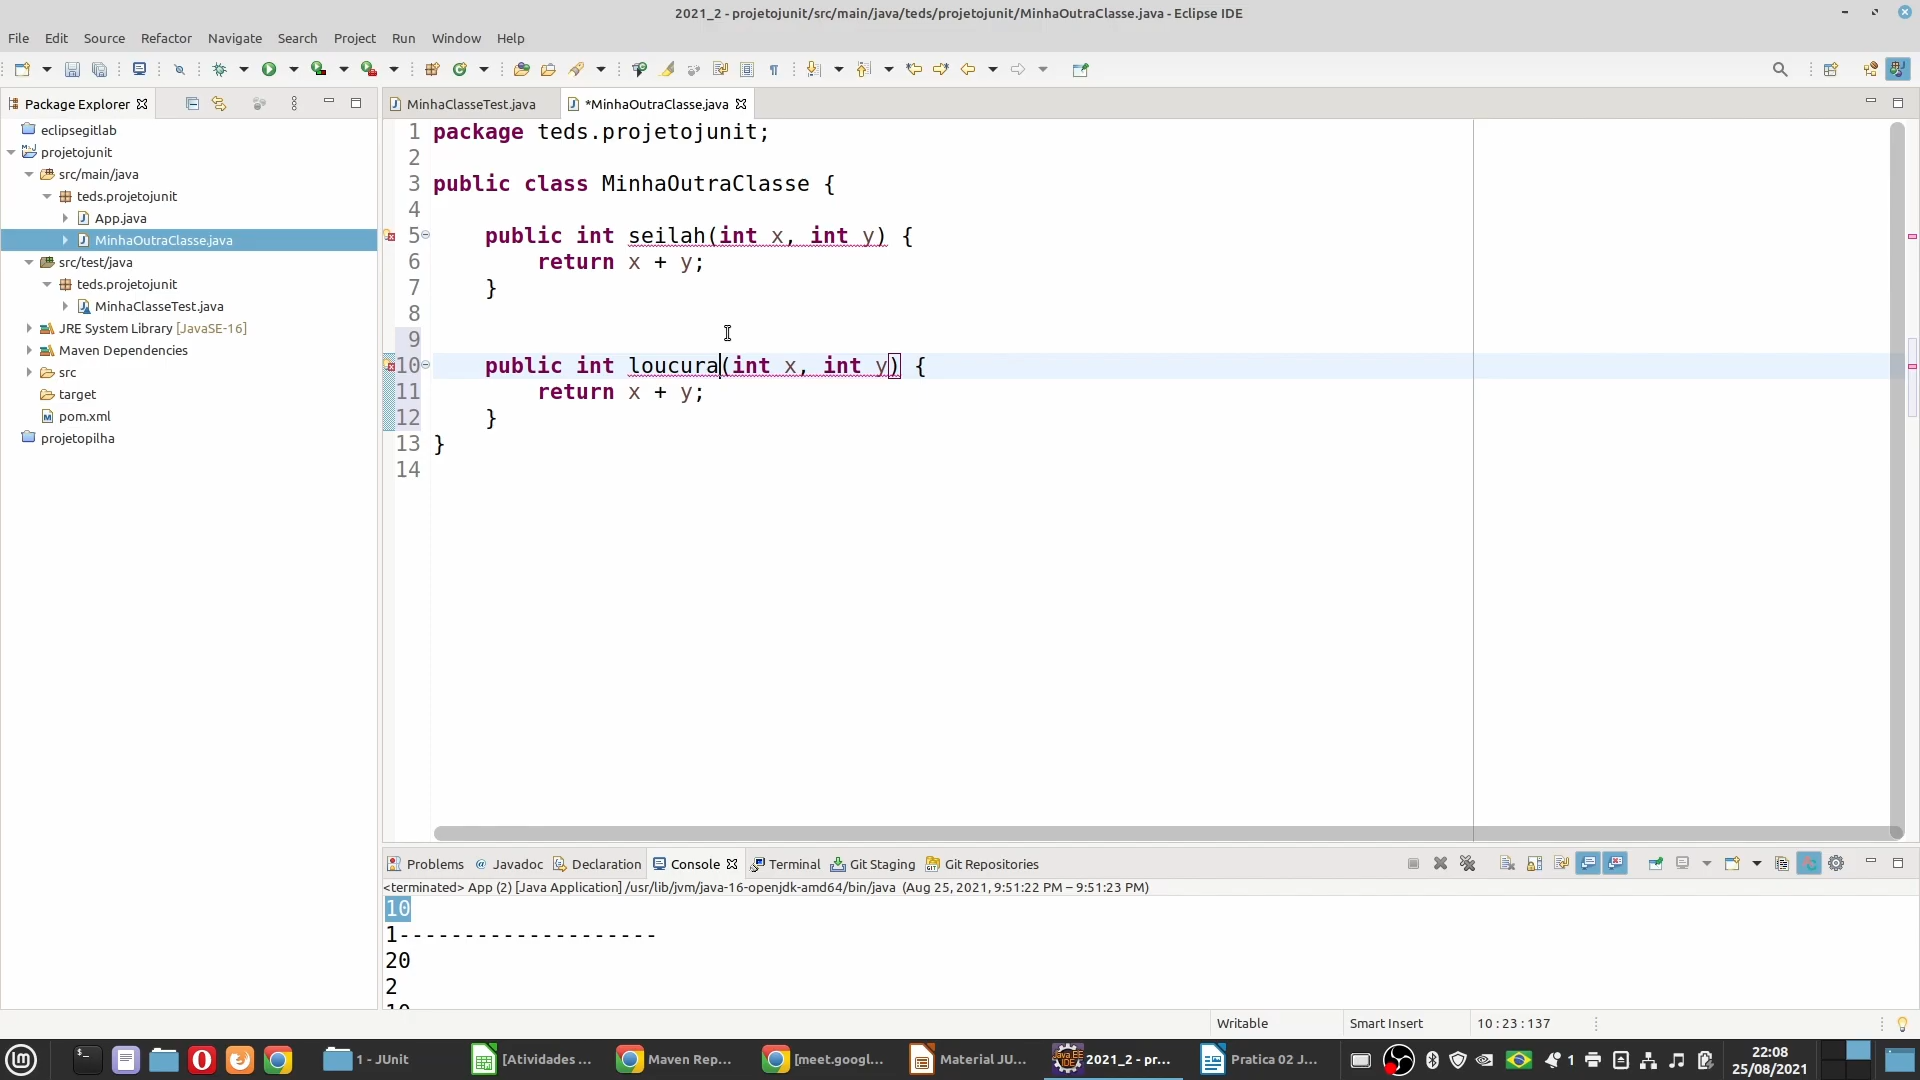 2021_2 - projetojunit/src/main/java/teds/projetojunit/MinhaOutraClasse.java - Eclipse IDE
File Edit Source Refactor Navigate Search Project Run Window Help
Package Explorer
MinhaClasseTest.java
*MinhaOutraClasse.java
eclipsegitlab
projetojunit
src/main/java
teds.projetojunit
App.java
MinhaOutraClasse.java
src/test/java
teds.projetojunit
MinhaClasseTest.java
JRE System Library [JavaSE-16]
Maven Dependencies
src
target
pom.xml
projetopilha
1 package teds.projetojunit;
2
3 public class MinhaOutraClasse {
4
5 public int seilah(int x, int y) {
6 return x + y;
7 }
8
9
10 public int loucura(int x, int y) {
11 return x + y;
12 }
13 }
14
Problems Javadoc Declaration Console Terminal Git Staging Git Repositories
<terminated> App (2) [Java Application] /usr/lib/jvm/java-16-openjdk-amd64/bin/java (Aug 25, 2021, 9:51:22 PM – 9:51:23 PM)
10
1--------------------
20
2
Writable Smart Insert 10 : 23 : 137
1 - JUnit [Atividades ... Maven Rep... [meet.googl... Material JU... 2021_2 - pr... Pratica 02 J... 1 22:08
25/08/2021